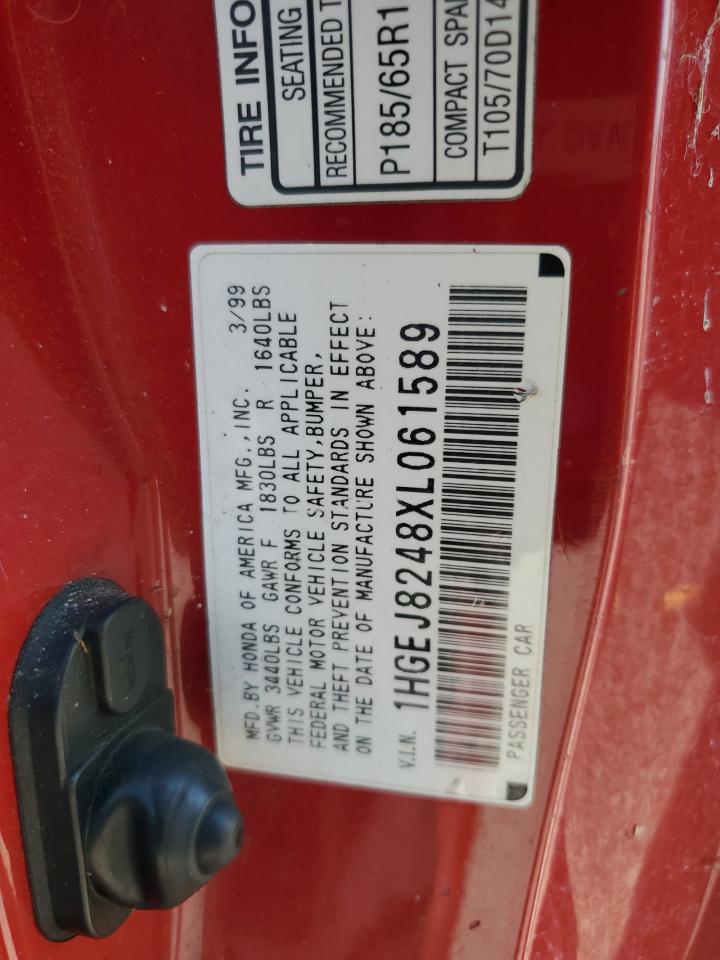 TIRE INFO
SEATING
RECOMMENDED T
P185/65R1
COMPACT SPA
T105/70D14
MFD.BY HONDA OF AMERICA MFG.,INC. 3/99
GVWR 3440LBS GAWR F 1830LBS R 1640LBS
THIS VEHICLE CONFORMS TO ALL APPLICABLE
FEDERAL MOTOR VEHICLE SAFETY,BUMPER,
AND THEFT PREVENTION STANDARDS IN EFFECT
ON THE DATE OF MANUFACTURE SHOWN ABOVE:
V.I.N. 1HGEJ8248XL061589
PASSENGER CAR